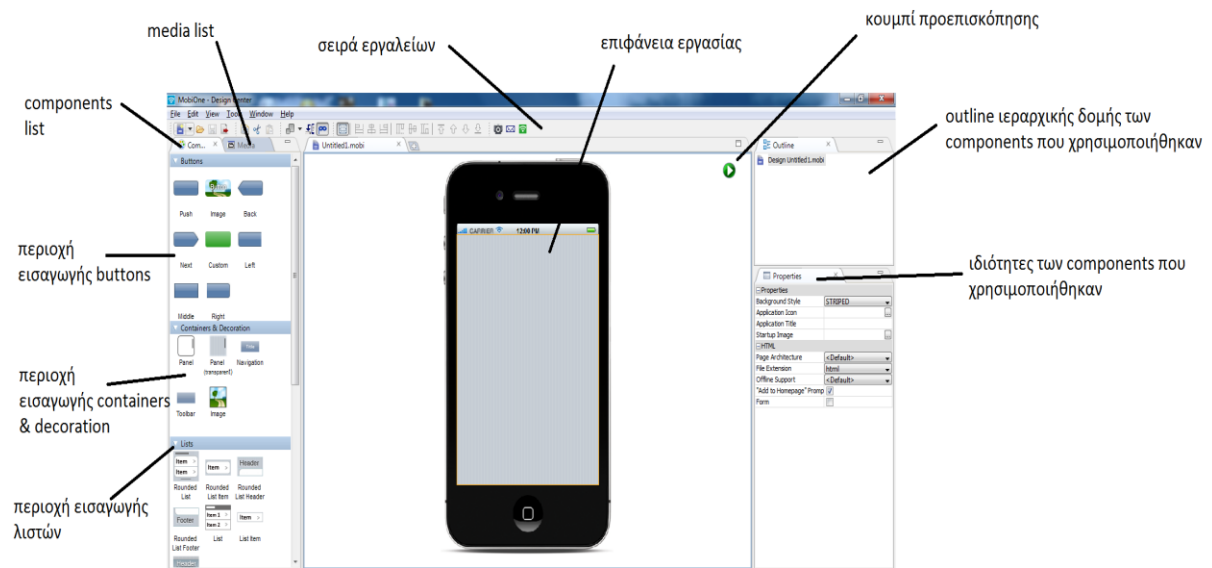 media list
σειρά εργαλείων
επιφάνεια εργασίας
κουμπί προεπισκόπησης
components
list
outline ιεραρχικής δομής των
components που χρησιμοποιήθηκαν
περιοχή
εισαγωγής buttons
ιδιότητες των components που
χρησιμοποιήθηκαν
περιοχή
εισαγωγής containers
& decoration
περιοχή εισαγωγής
λιστών
MobiOne - Design Center
File Edit View Tools Window Help
Com... Media
Untitled1.mobi
Outline
Design Untitled1.mobi
Buttons
Push Image Back
Next Custom Left
Middle Right
Containers & Decoration
Panel Panel Navigation
(transparent)
Toolbar Image
Lists
Item
Item
Item
Header
Rounded Rounded Rounded
List List Item List Header
Footer
Item 1
Item 2
Item
Rounded List List Item
List Footer
Header
CARRIER 12:00 PM
Properties
Properties
Background Style STRIPED
Application Icon
Application Title
Startup Image
HTML
Page Architecture <Default>
File Extension html
Offline Support <Default>
"Add to Homepage" Promp
Form